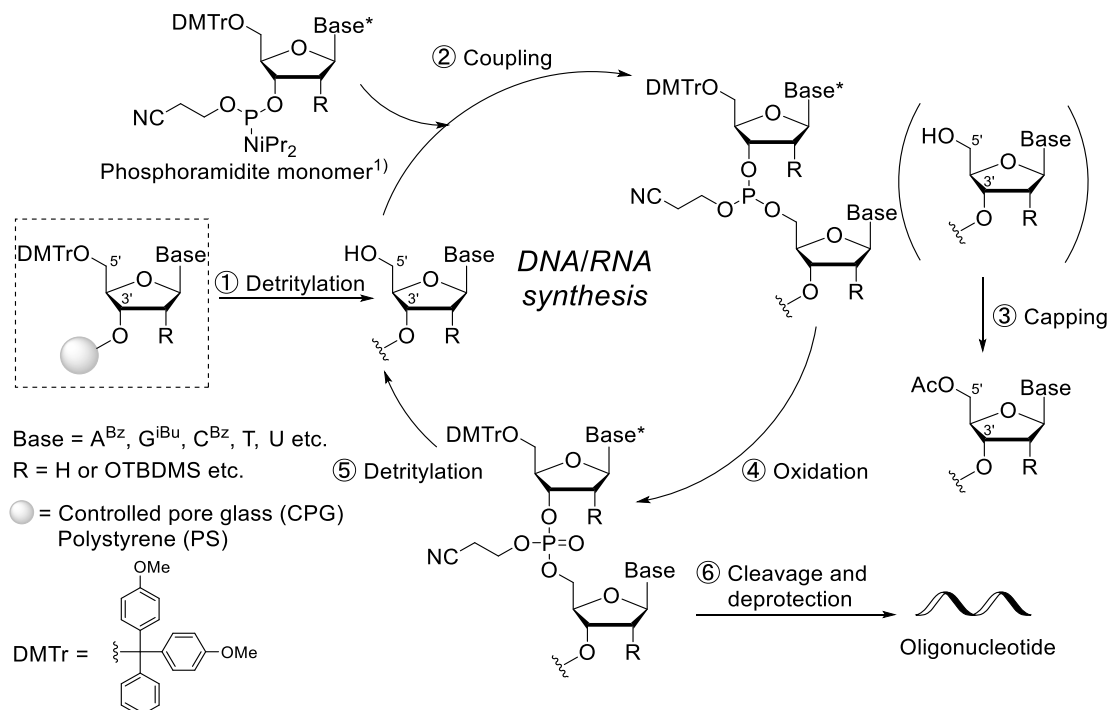 DMTrO
Base*
O
R
O
O
P
NC
NiPr2
Phosphoramidite monomer1)
② Coupling
DMTrO
Base*
O
O
R
NC
O
P
O
Base
O
O
R
HO
5'
Base
O
3'
O
R
③ Capping
AcO
5'
Base
O
3'
O
R
DMTrO
5'
Base
O
3'
O
R
① Detritylation
HO
5'
Base
O
3'
O
R
DNA/RNA
synthesis
Base = ABz, GiBu, CBz, T, U etc.
R = H or OTBDMS etc.
= Controlled pore glass (CPG)
Polystyrene (PS)
OMe
DMTr =
OMe
⑤ Detritylation
④ Oxidation
DMTrO
Base*
O
O
R
NC
O
P
O
O
Base
O
O
R
⑥ Cleavage and
deprotection
Oligonucleotide